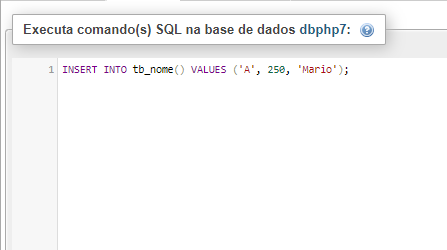 Executa comando(s) SQL na base de dados dbphp7:
1 INSERT INTO tb_nome() VALUES ('A', 250, 'Mario');